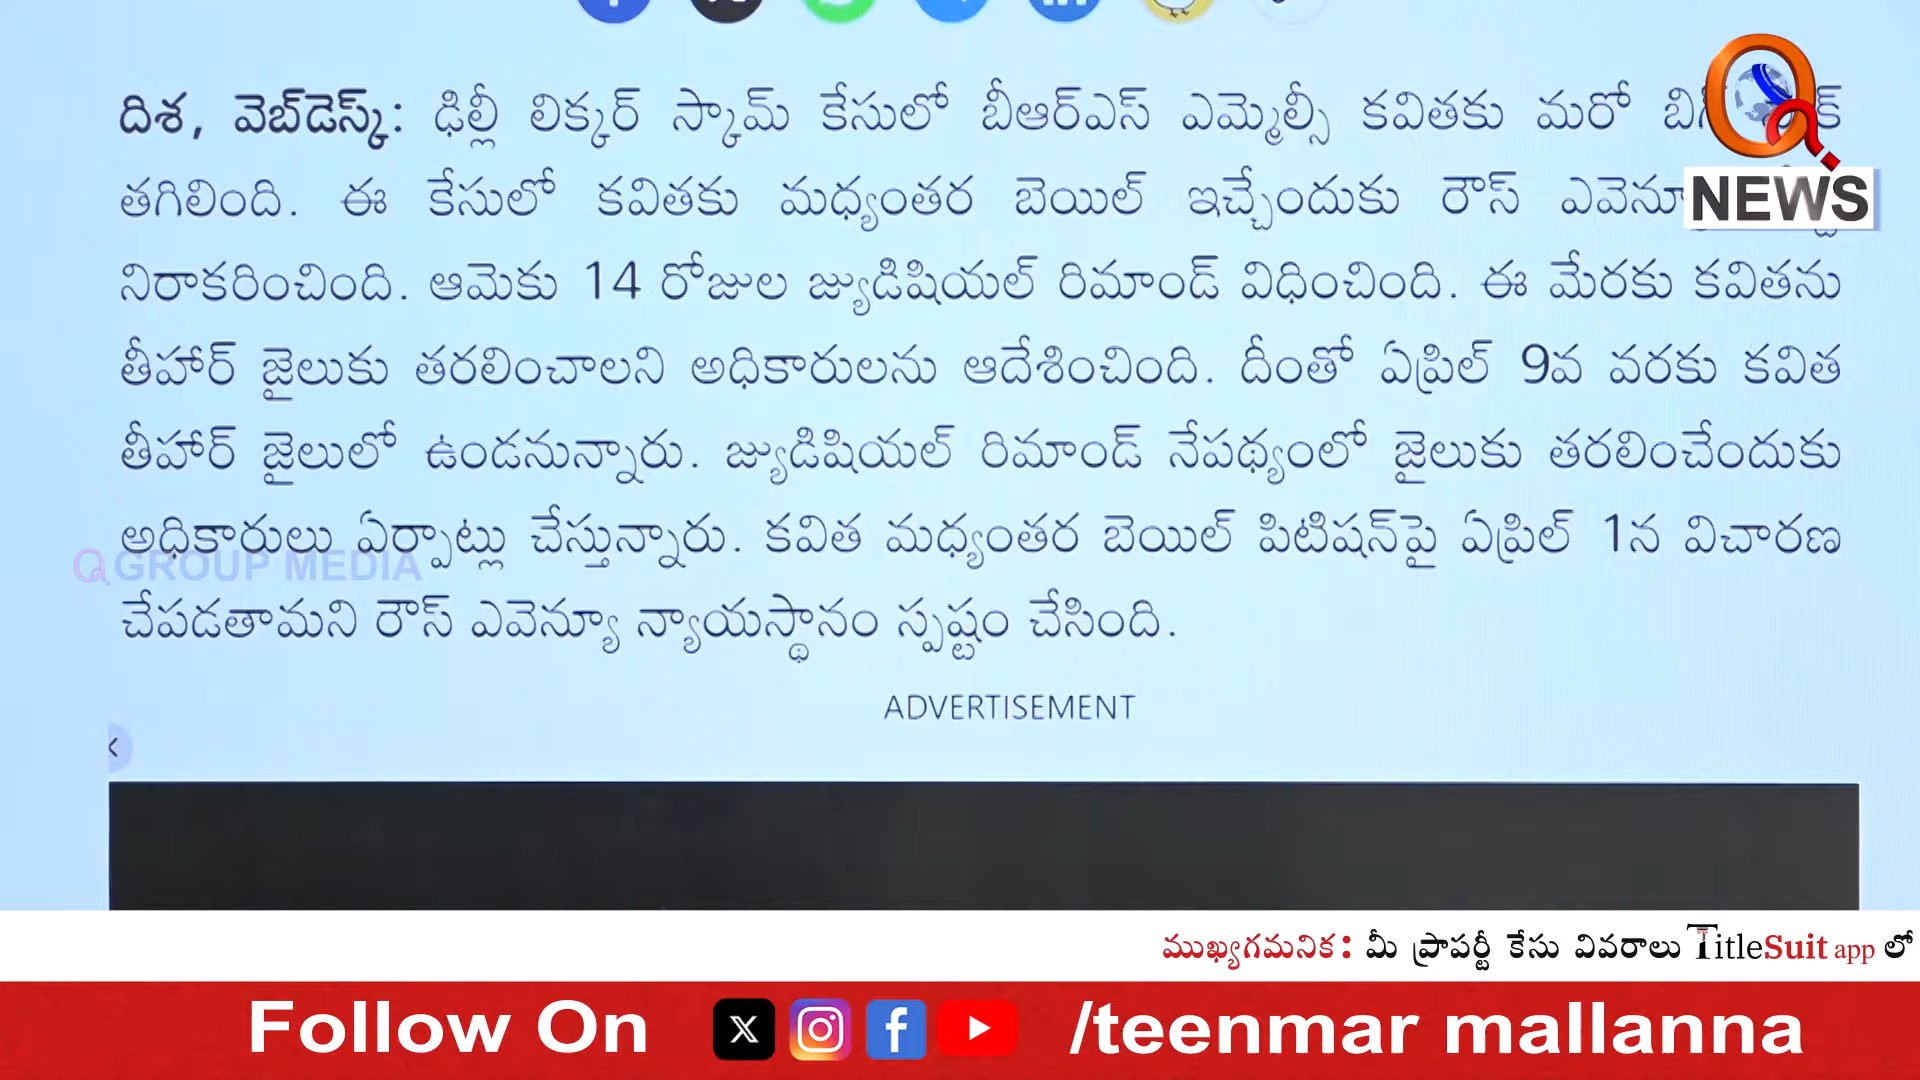 దిశ, వెబ్‌డెస్క్: ఢిల్లీ లిక్కర్ స్కామ్ కేసులో బీఆర్ఎస్ ఎమ్మెల్సీ కవితకు మరో
తగిలింది. ఈ కేసులో కవితకు మధ్యంతర బెయిల్ ఇచ్చేందుకు రౌస్
నిరాకరించింది. ఆమెకు 14 రోజుల జ్యుడిషియల్ రిమాండ్ విధించింది. ఈ మేరకు కవితను
తీహార్ జైలుకు తరలించాలని అధికారులను ఆదేశించింది. దీంతో ఏప్రిల్ 9వ వరకు కవిత
తీహార్ జైలులో ఉండనున్నారు. జ్యుడిషియల్ రిమాండ్ నేపథ్యంలో జైలుకు తరలించేందుకు
అధికారులు ఏర్పాట్లు చేస్తున్నారు. కవిత మధ్యంతర బెయిల్ పిటిషన్‌పై ఏప్రిల్ 1న విచారణ
చేపడతామని రౌస్ ఎవెన్యూ న్యాయస్థానం స్పష్టం చేసింది.
ADVERTISEMENT
Q NEWS
Q GROUP MEDIA
ముఖ్యగమనిక: మీ ప్రాపర్టీ కేసు వివరాలు TitleSuit app లో
Follow On /teenmar mallanna